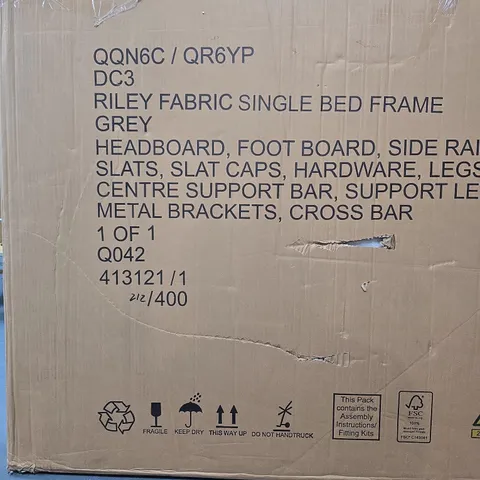 QQN6C / QR6YP
DC3
RILEY FABRIC SINGLE BED FRAME
GREY
HEADBOARD, FOOT BOARD, SIDE RAI
SLATS, SLAT CAPS, HARDWARE, LEGS
CENTRE SUPPORT BAR, SUPPORT LE
METAL BRACKETS, CROSS BAR
1 OF 1
Q042
413121/1
212/400
FRAGILE
KEEP DRY
THIS WAY UP
DO NOT HANDTRUCK
This Pack
contains the
Assembly
Instructions/
Fitting Kits
FSC